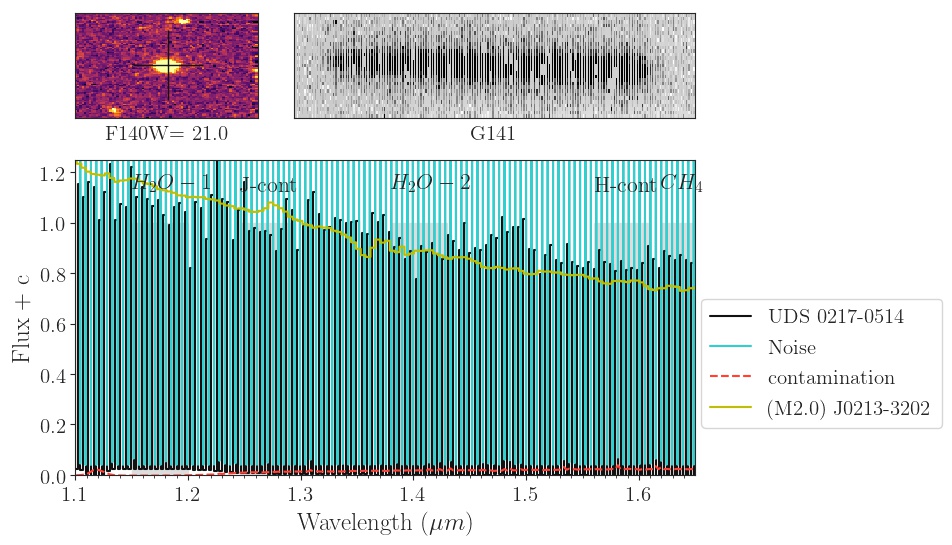 F140W= 21.0
G141
H₂O − 1 J-cont H₂O − 2 H-cont CH₄
1.2
1.0
0.8
0.6
0.4
0.2
0.0
Flux + c
1.1 1.2 1.3 1.4 1.5 1.6
Wavelength (μm)
UDS 0217-0514
Noise
contamination
(M2.0) J0213-3202